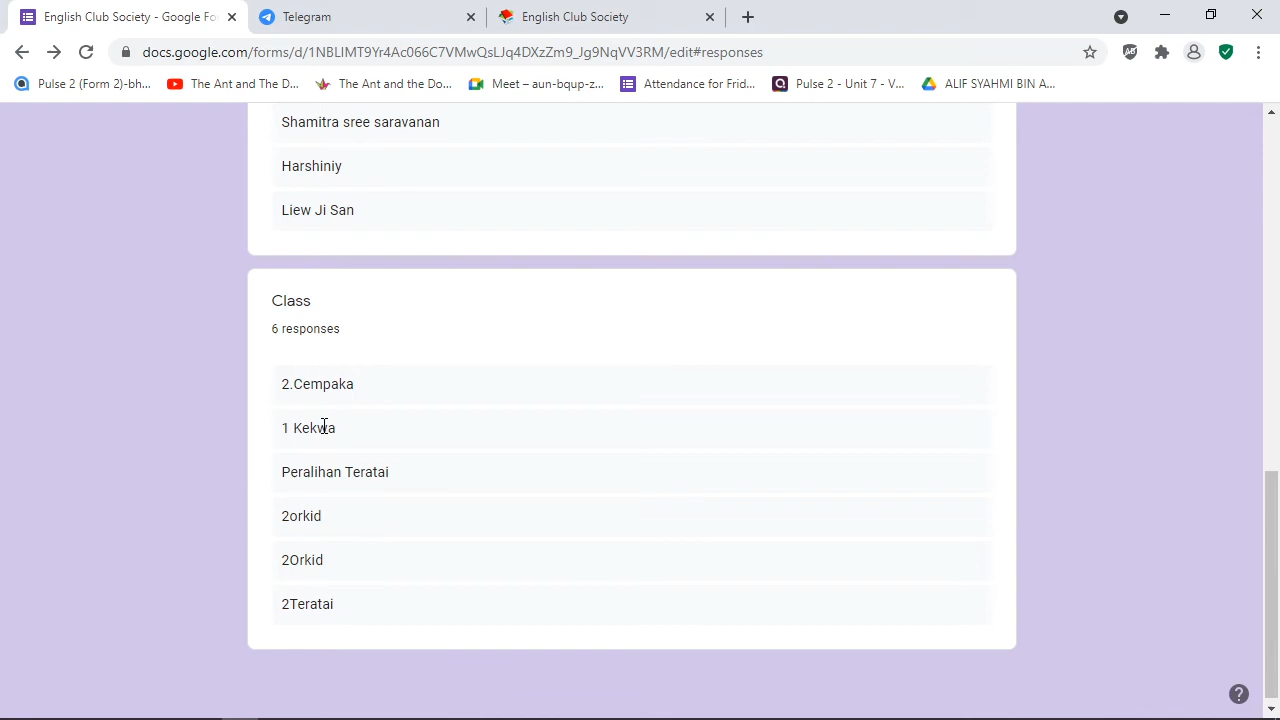 English Club Society - Google Fo
Telegram
English Club Society
docs.google.com/forms/d/1NBLIMT9Yr4Ac066C7VMwQsLJq4DXzZm9_Jg9NqVV3RM/edit#responses
Pulse 2 (Form 2)-bh...
The Ant and The D...
The Ant and the Do...
Meet – aun-bqup-z...
Attendance for Frid...
Pulse 2 - Unit 7 - V...
ALIF SYAHMI BIN A...
Shamitra sree saravanan
Harshiniy
Liew Ji San
Class
6 responses
2.Cempaka
1 Kekwa
Peralihan Teratai
2orkid
2Orkid
2Teratai